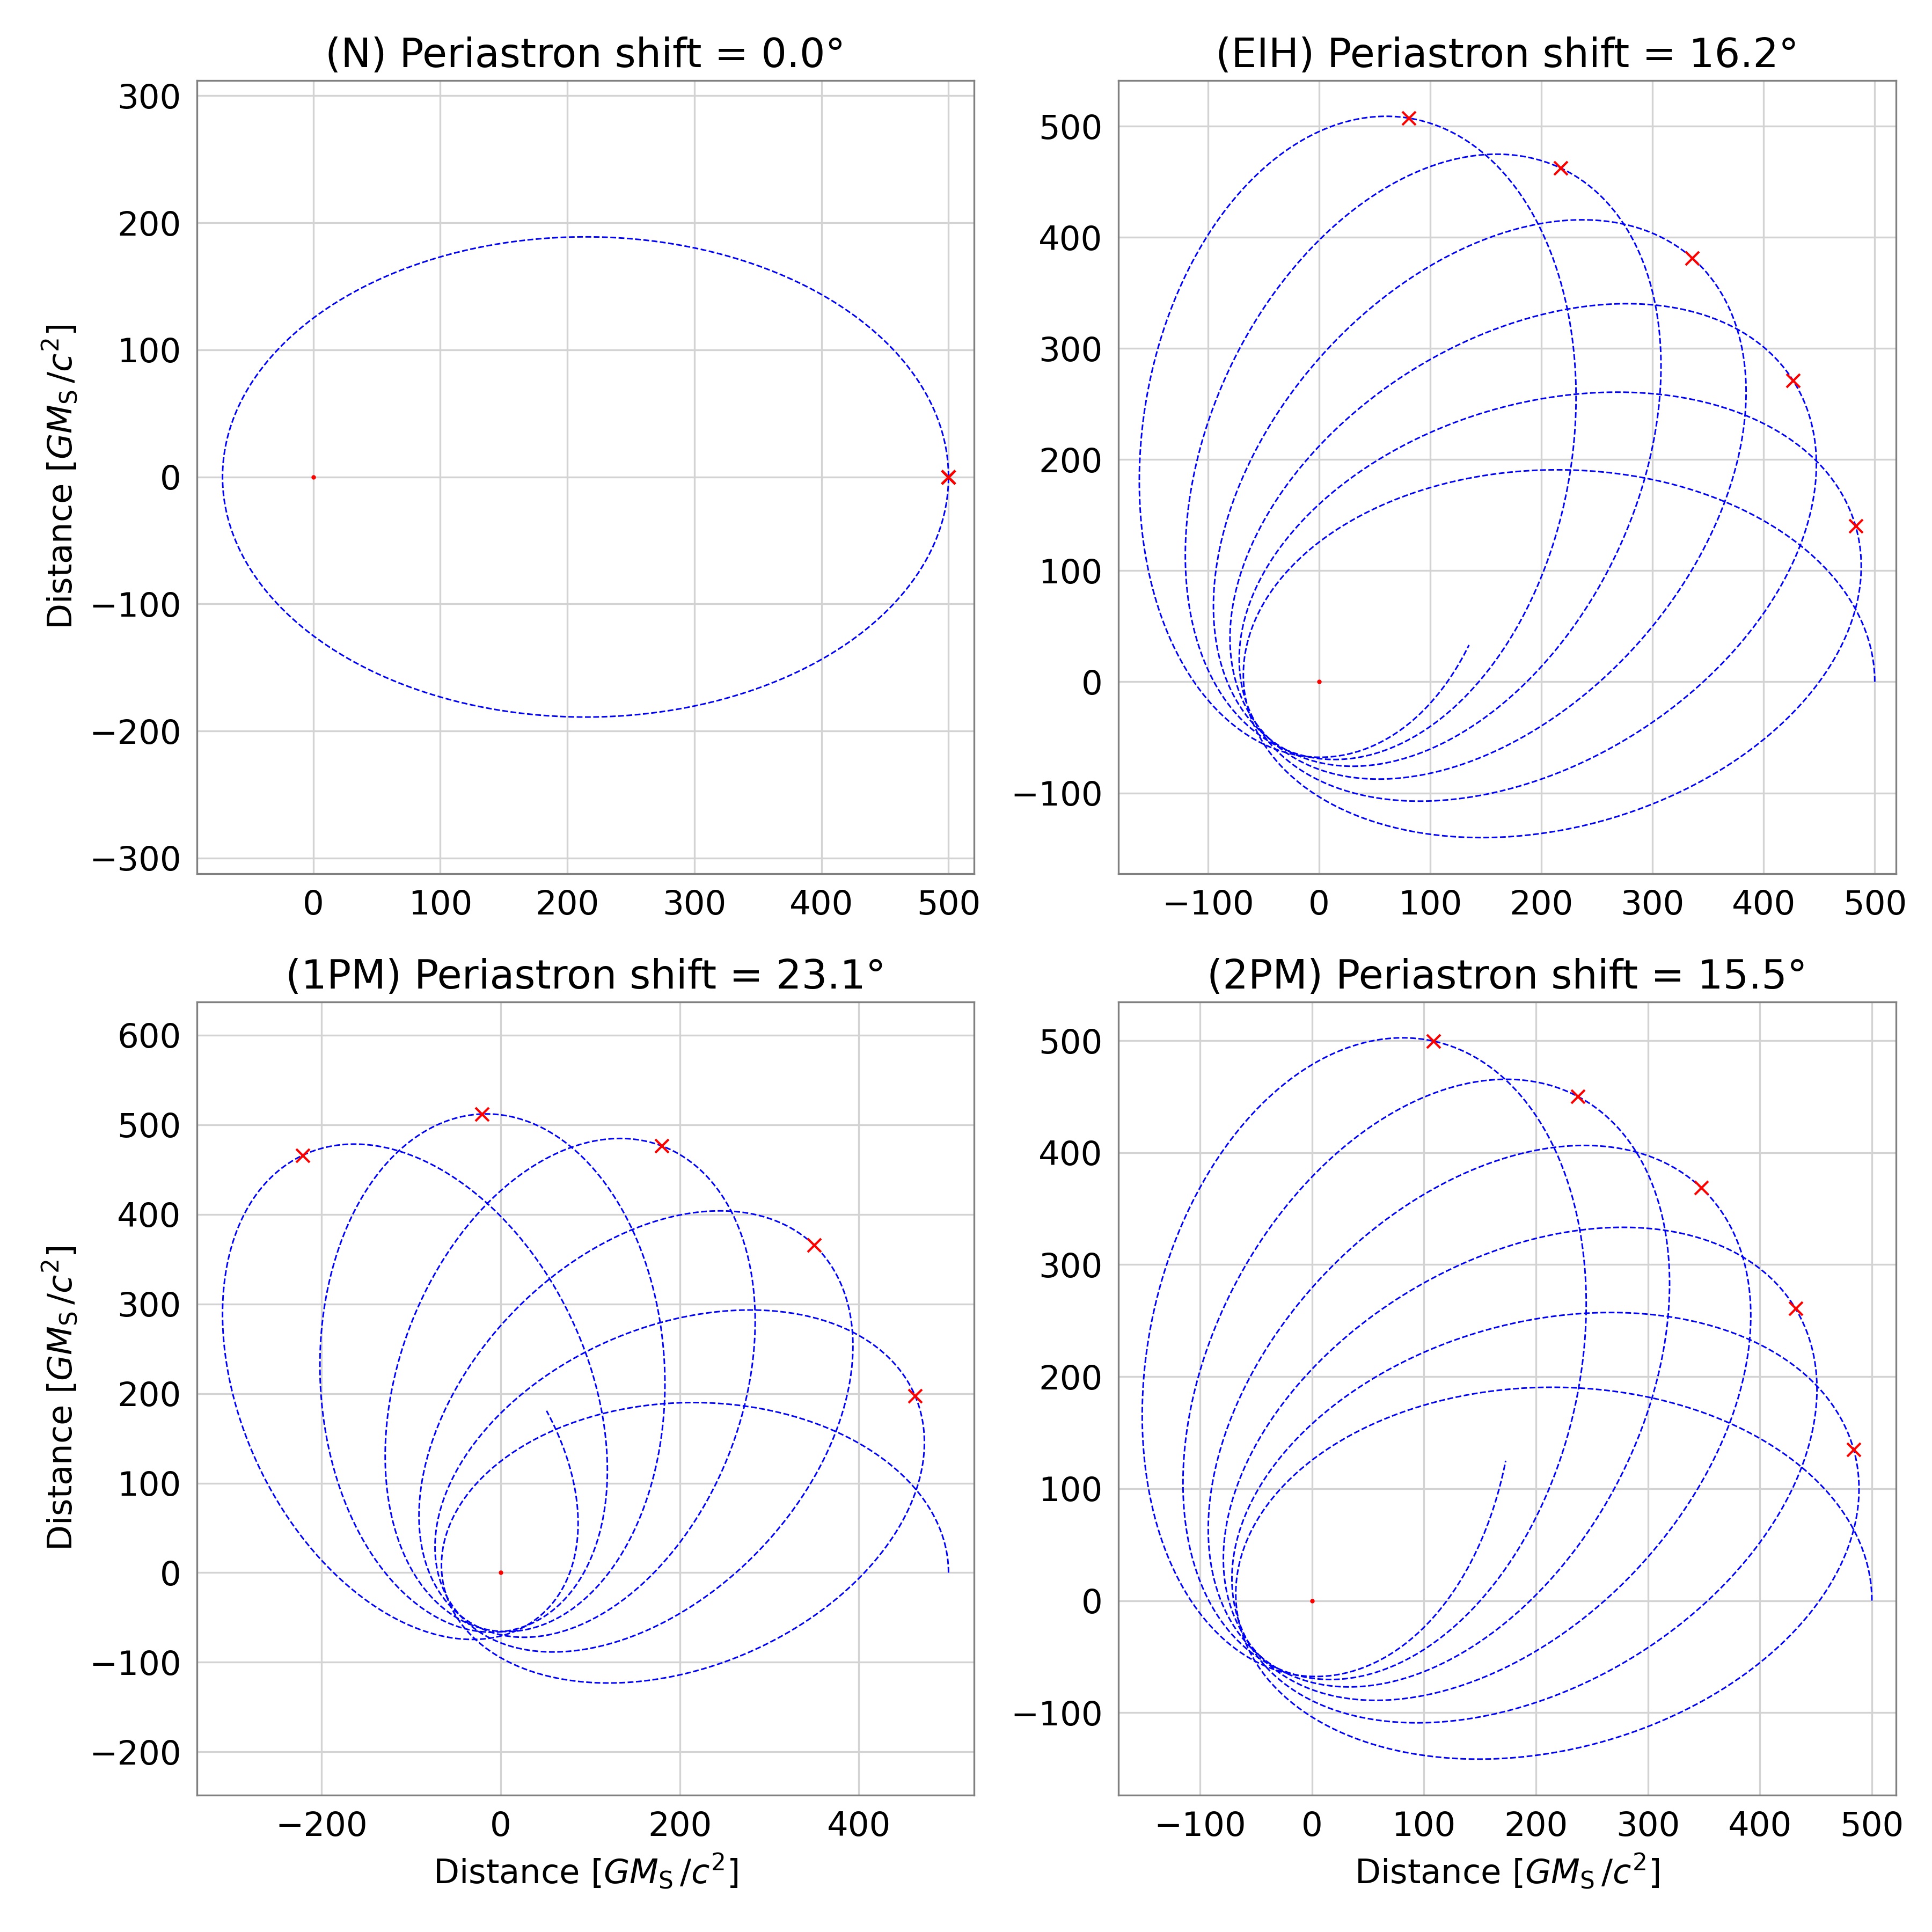 (N) Periastron shift = 0.0°
300
200
100
0
−100
−200
−300
0 100 200 300 400 500
Distance [GM_S/c²]
(EIH) Periastron shift = 16.2°
500
400
300
200
100
0
−100
−100 0 100 200 300 400 500
(1PM) Periastron shift = 23.1°
600
500
400
300
200
100
0
−100
−200
−200 0 200 400
Distance [GM_S/c²]
Distance [GM_S/c²]
(2PM) Periastron shift = 15.5°
500
400
300
200
100
0
−100
−100 0 100 200 300 400 500
Distance [GM_S/c²]